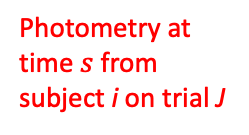 Photometry at
time s from
subject i on trial J